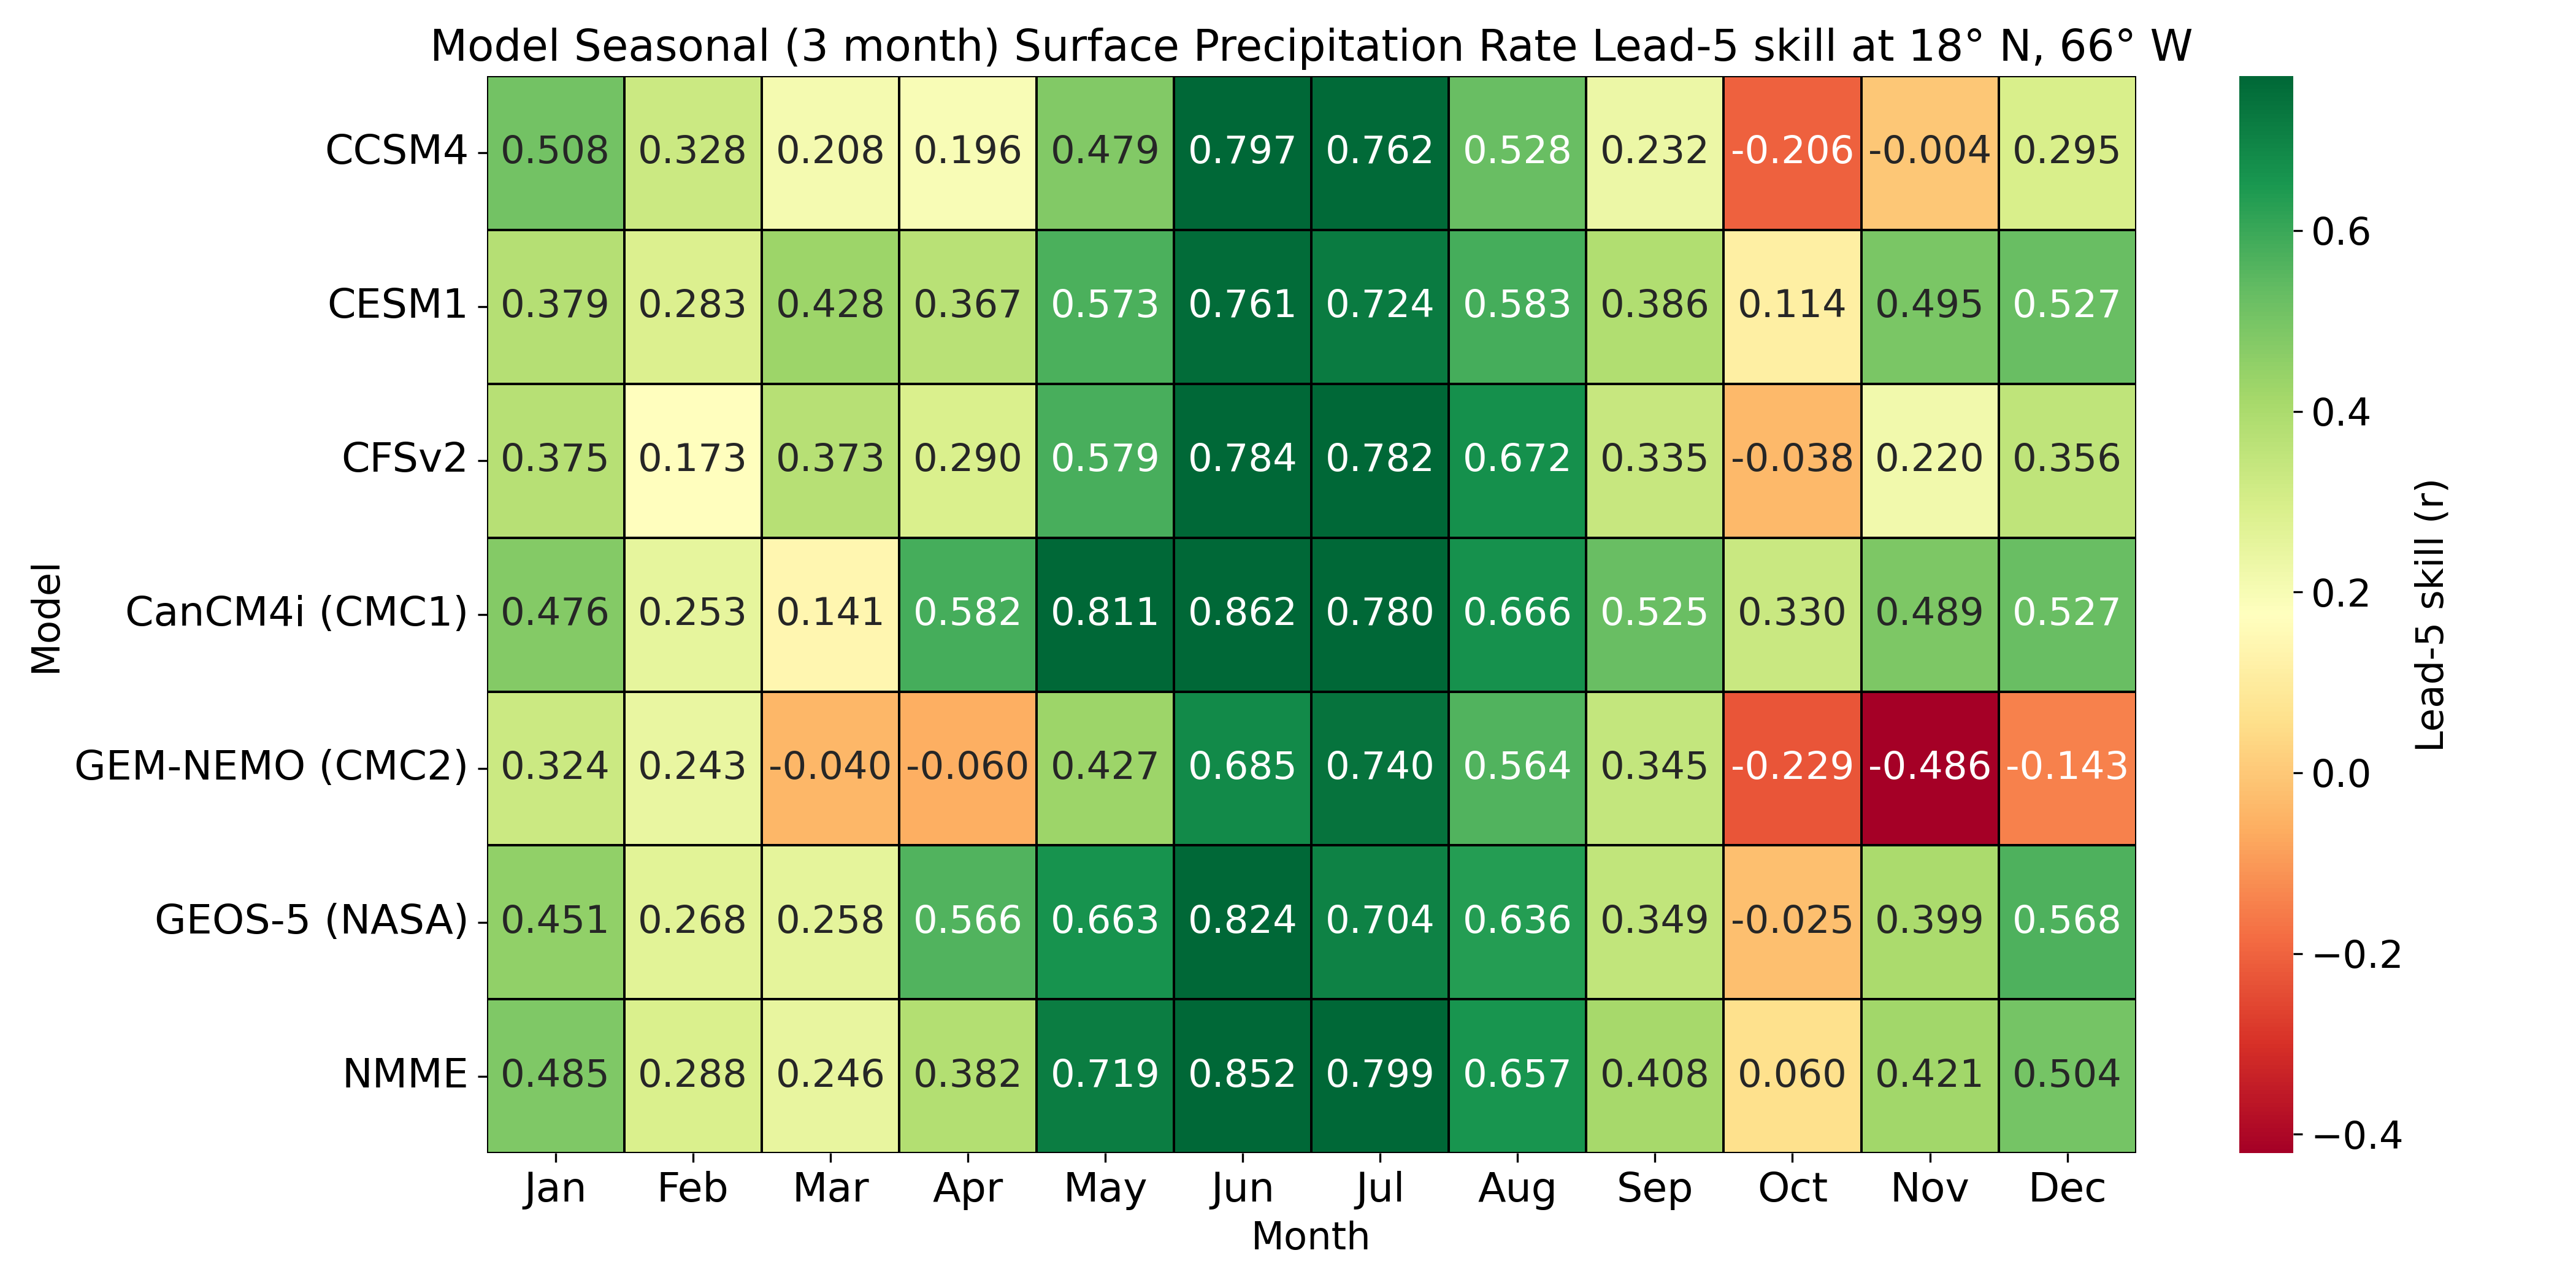 Model Seasonal (3 month) Surface Precipitation Rate Lead-5 skill at 18° N, 66° W
CCSM4 0.508 0.328 0.208 0.196 0.479 0.797 0.762 0.528 0.232 -0.206 -0.004 0.295
CESM1 0.379 0.283 0.428 0.367 0.573 0.761 0.724 0.583 0.386 0.114 0.495 0.527
CFSv2 0.375 0.173 0.373 0.290 0.579 0.784 0.782 0.672 0.335 -0.038 0.220 0.356
CanCM4i (CMC1) 0.476 0.253 0.141 0.582 0.811 0.862 0.780 0.666 0.525 0.330 0.489 0.527
GEM-NEMO (CMC2) 0.324 0.243 -0.040 -0.060 0.427 0.685 0.740 0.564 0.345 -0.229 -0.486 -0.143
GEOS-5 (NASA) 0.451 0.268 0.258 0.566 0.663 0.824 0.704 0.636 0.349 -0.025 0.399 0.568
NMME 0.485 0.288 0.246 0.382 0.719 0.852 0.799 0.657 0.408 0.060 0.421 0.504
Jan Feb Mar Apr May Jun Jul Aug Sep Oct Nov Dec
Month
Model
0.6
0.4
0.2
0.0
−0.2
−0.4
Lead-5 skill (r)